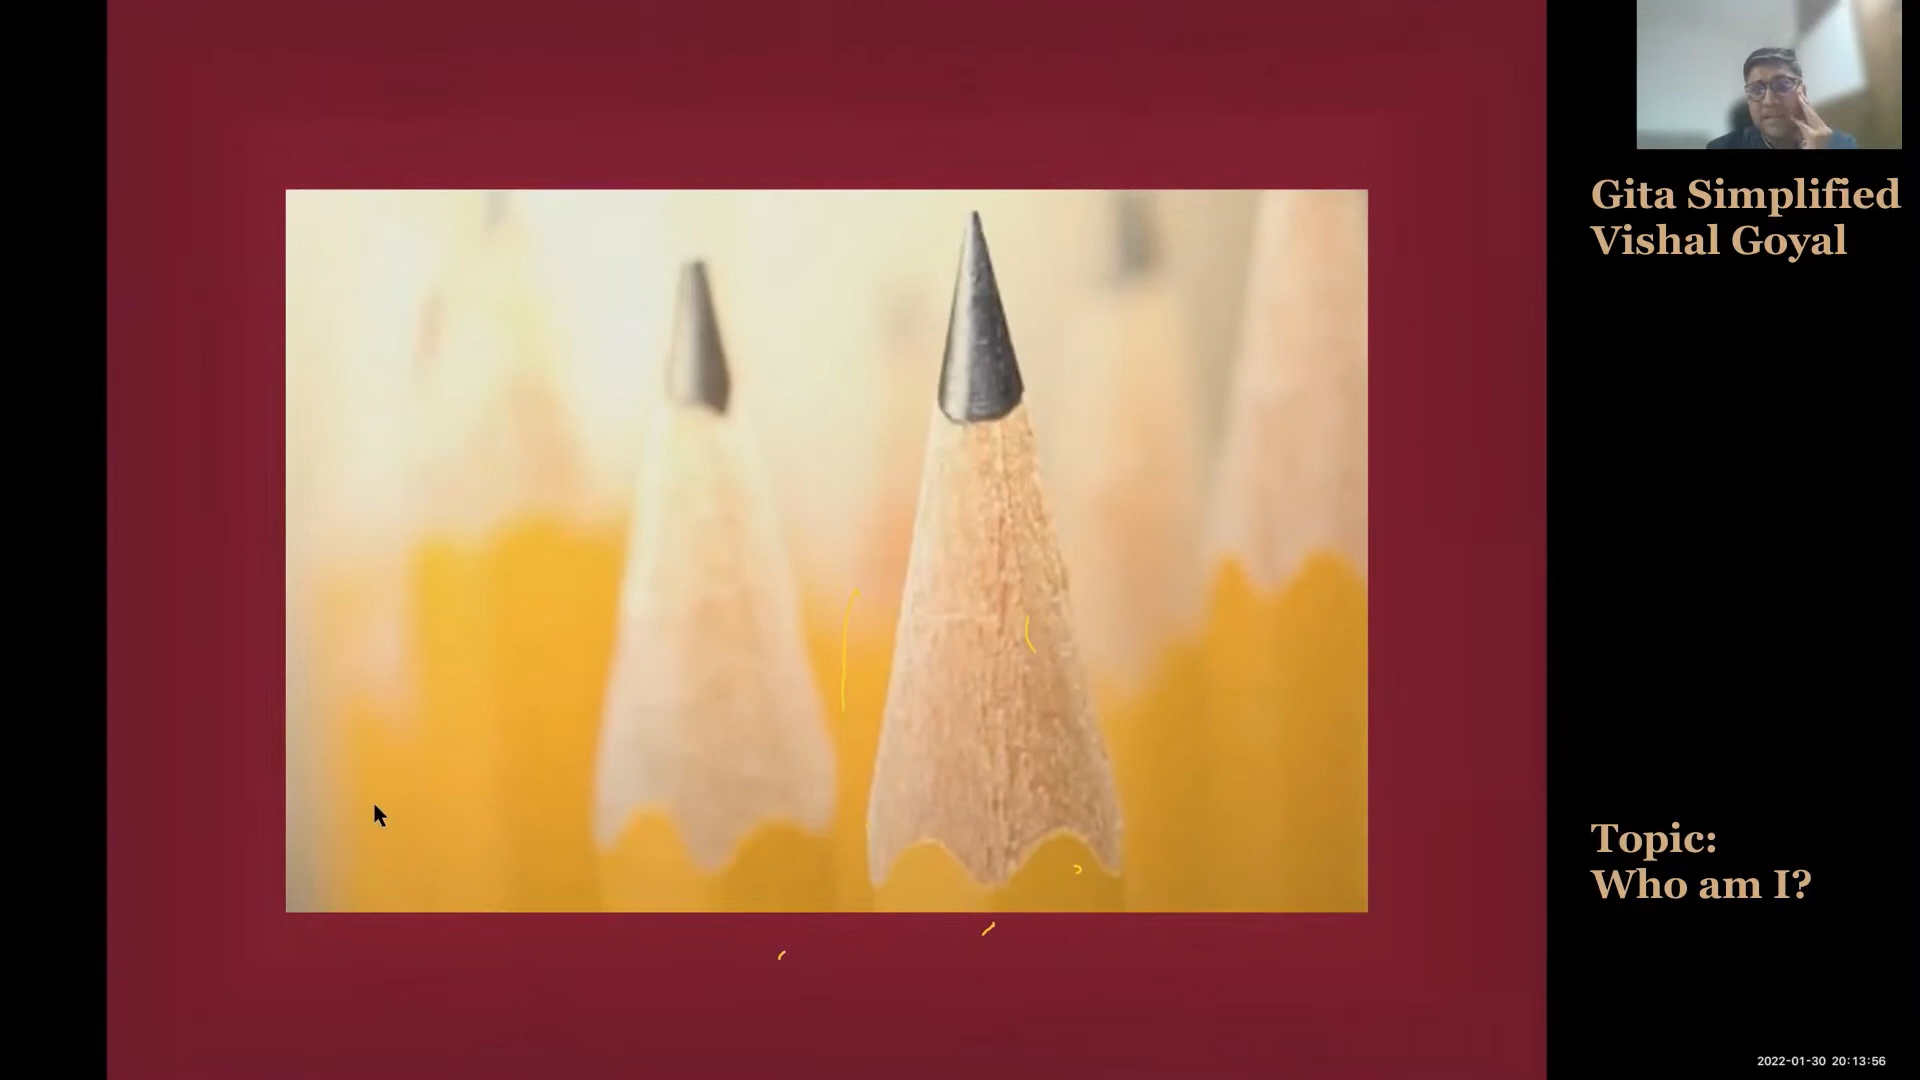 Gita Simplified
Vishal Goyal
Topic:
Who am I?
2022-01-30 20:13:56